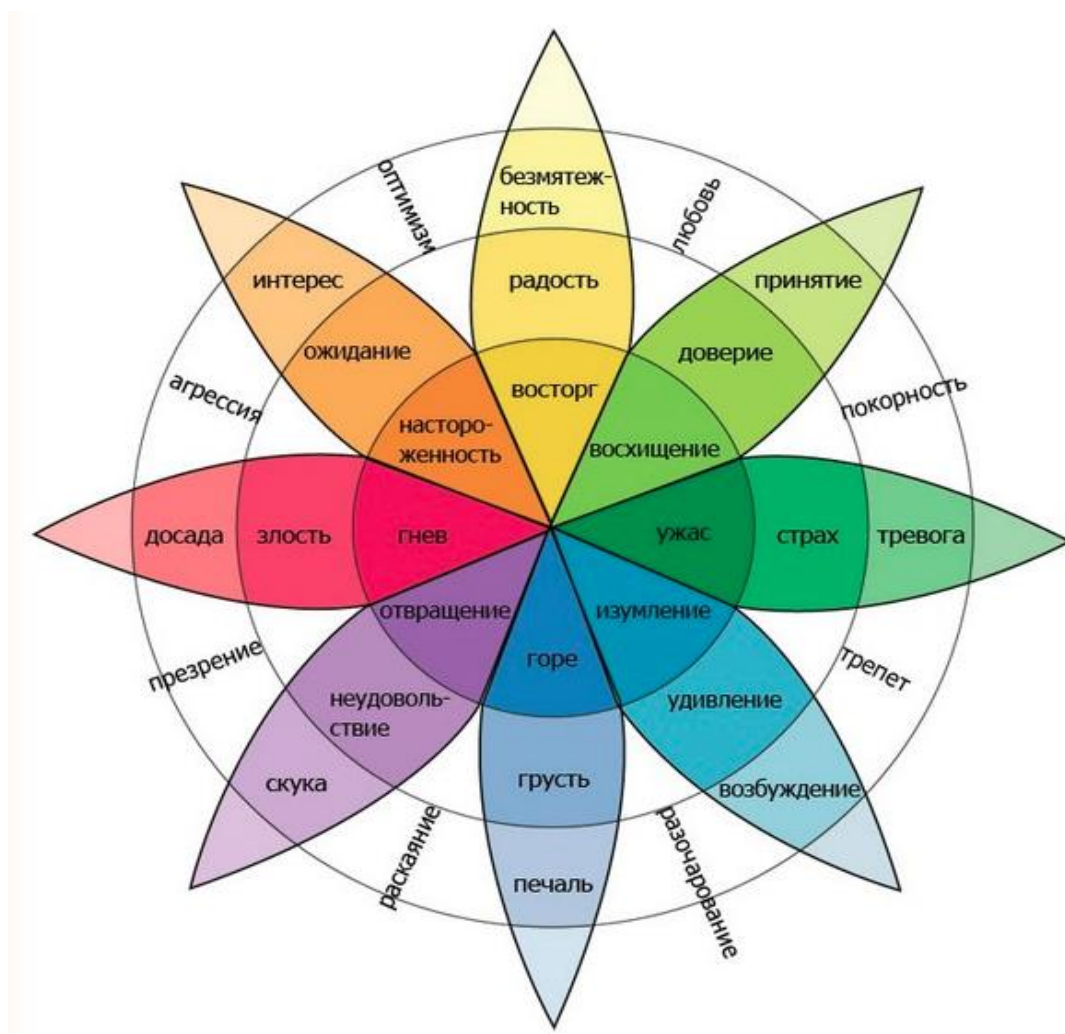 оптимизм
безмятеж-
ность
любовь
интерес
радость
принятие
ожидание
доверие
агрессия
восторг
покорность
насторо-
женность
восхищение
досада
злость
гнев
ужас
страх
тревога
отвращение
изумление
презрение
горе
трепет
неудоволь-
ствие
удивление
скука
грусть
возбуждение
раскаяние
печаль
разочарование